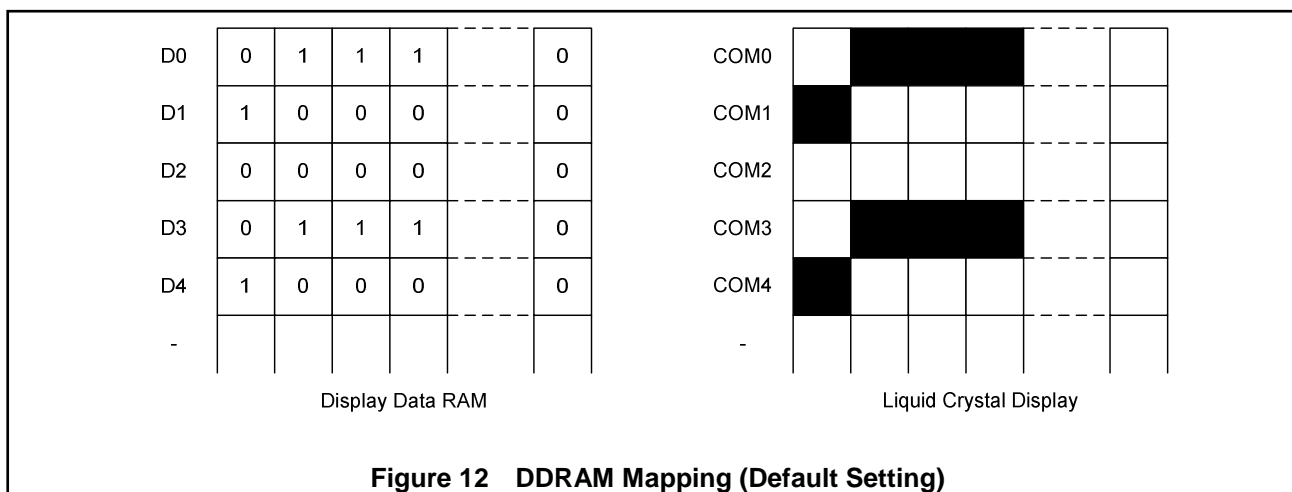 D0 0 1 1 1 0 COM0
D1 1 0 0 0 0 COM1
D2 0 0 0 0 0 COM2
D3 0 1 1 1 0 COM3
D4 1 0 0 0 0 COM4
- -
Display Data RAM Liquid Crystal Display
Figure 12 DDRAM Mapping (Default Setting)